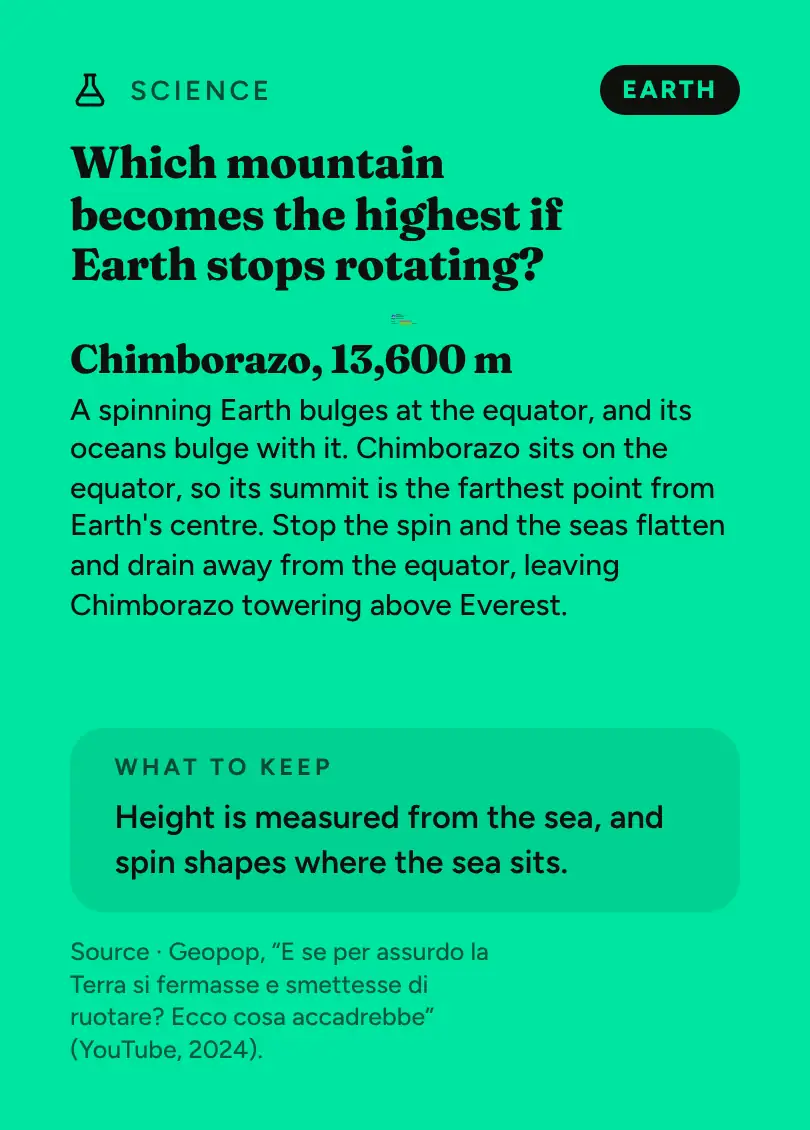 SCIENCE
EARTH
Which mountain
becomes the highest if
Earth stops rotating?
Chimborazo, 13,600 m
A spinning Earth bulges at the equator, and its
oceans bulge with it. Chimborazo sits on the
equator, so its summit is the farthest point from
Earth's centre. Stop the spin and the seas flatten
and drain away from the equator, leaving
Chimborazo towering above Everest.
WHAT TO KEEP
Height is measured from the sea, and
spin shapes where the sea sits.
Source · Geopop, “E se per assurdo la
Terra si fermasse e smettesse di
ruotare? Ecco cosa accadrebbe”
(YouTube, 2024).